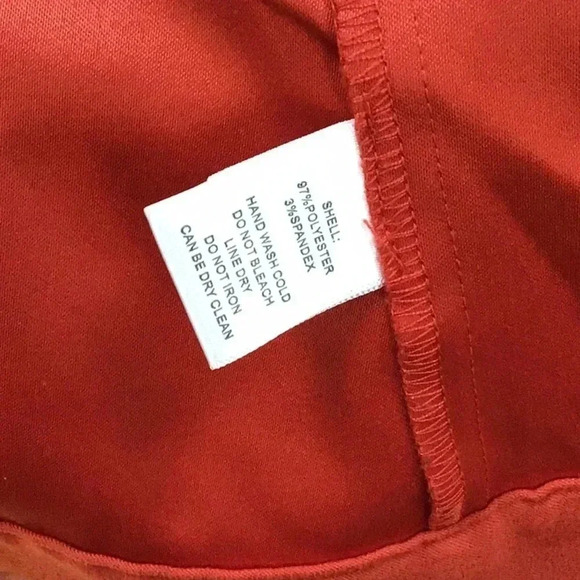 SHELL:
97%POLYESTER
3%SPANDEX
HAND WASH COLD
DO NOT BLEACH
LINE DRY
DO NOT IRON
CAN BE DRY CLEAN